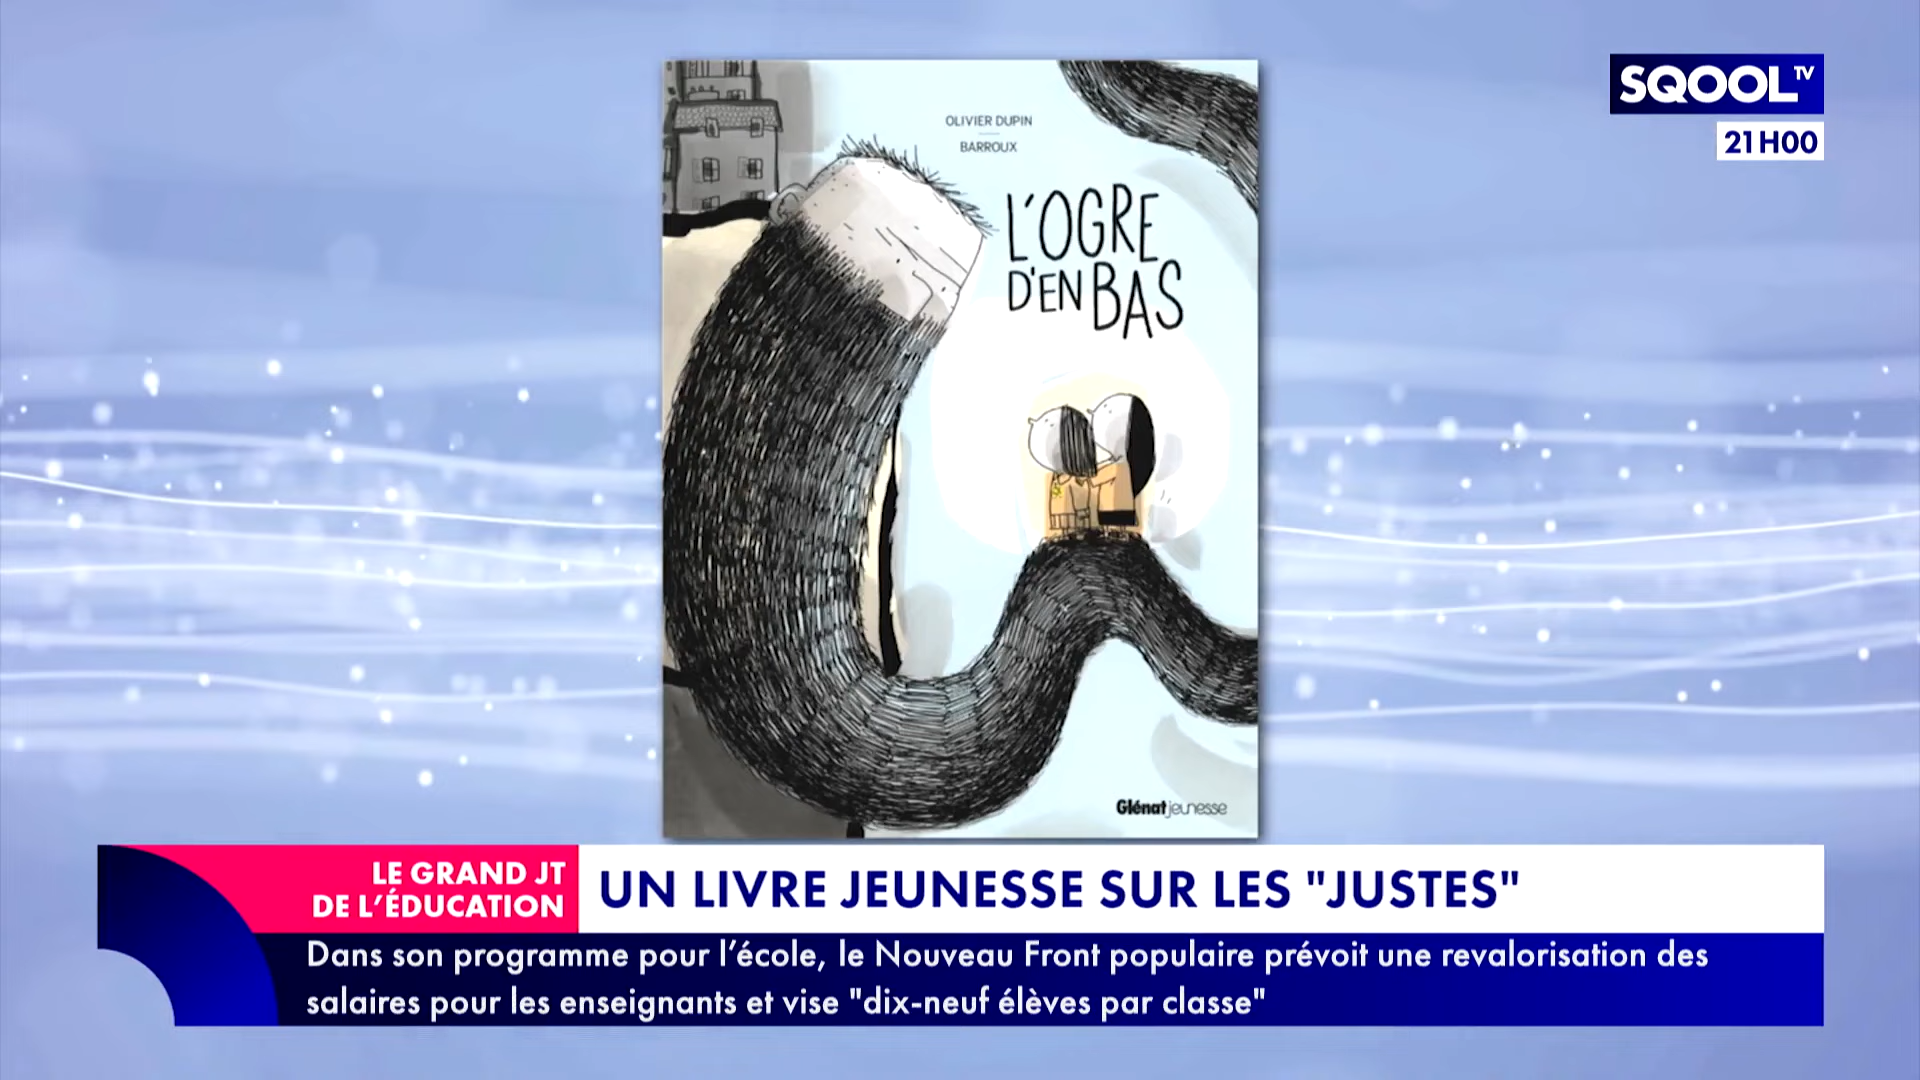 SQOOL TV
21H00
OLIVIER DUPIN
BARROUX
L'OGRE
D'EN BAS
Glénat jeunesse
LE GRAND JT
DE L'ÉDUCATION
UN LIVRE JEUNESSE SUR LES "JUSTES"
Dans son programme pour l'école, le Nouveau Front populaire prévoit une revalorisation des
salaires pour les enseignants et vise "dix-neuf élèves par classe"